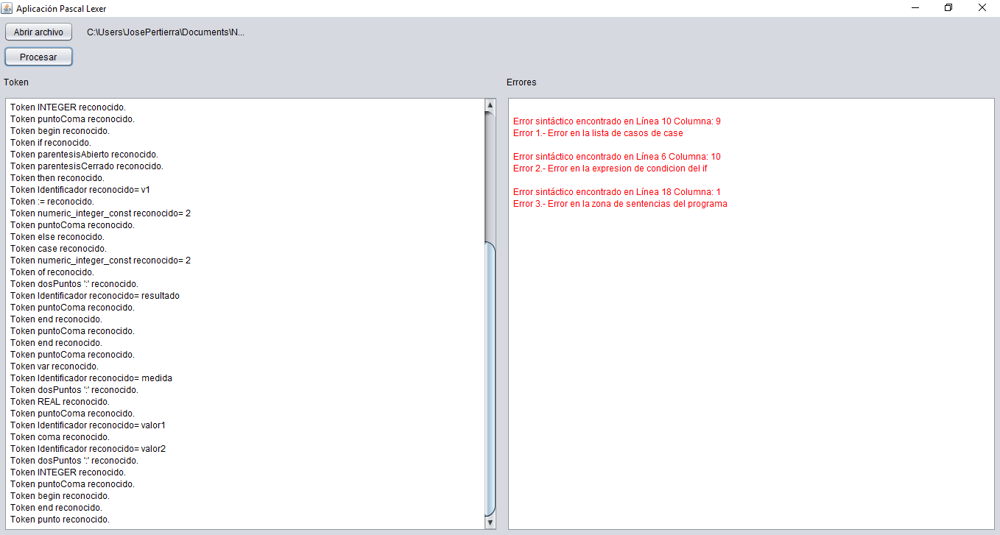 Aplicación Pascal Lexer
Abrir archivo
C:\Users\JosePertierra\Documents\N...
Procesar
Token
Token INTEGER reconocido.
Token puntoComa reconocido.
Token begin reconocido.
Token if reconocido.
Token parentesisAbierto reconocido.
Token parentesisCerrado reconocido.
Token then reconocido.
Token Identificador reconocido= v1
Token := reconocido.
Token numeric_integer_const reconocido= 2
Token puntoComa reconocido.
Token else reconocido.
Token case reconocido.
Token numeric_integer_const reconocido= 2
Token of reconocido.
Token dosPuntos ':' reconocido.
Token Identificador reconocido= resultado
Token puntoComa reconocido.
Token end reconocido.
Token puntoComa reconocido.
Token end reconocido.
Token puntoComa reconocido.
Token var reconocido.
Token Identificador reconocido= medida
Token dosPuntos ':' reconocido.
Token REAL reconocido.
Token puntoComa reconocido.
Token Identificador reconocido= valor1
Token coma reconocido.
Token Identificador reconocido= valor2
Token dosPuntos ':' reconocido.
Token INTEGER reconocido.
Token puntoComa reconocido.
Token begin reconocido.
Token end reconocido.
Token punto reconocido.
Errores
Error sintáctico encontrado en Línea 10 Columna: 9
Error 1.- Error en la lista de casos de case
Error sintáctico encontrado en Línea 6 Columna: 10
Error 2.- Error en la expresion de condicion del if
Error sintáctico encontrado en Línea 18 Columna: 1
Error 3.- Error en la zona de sentencias del programa